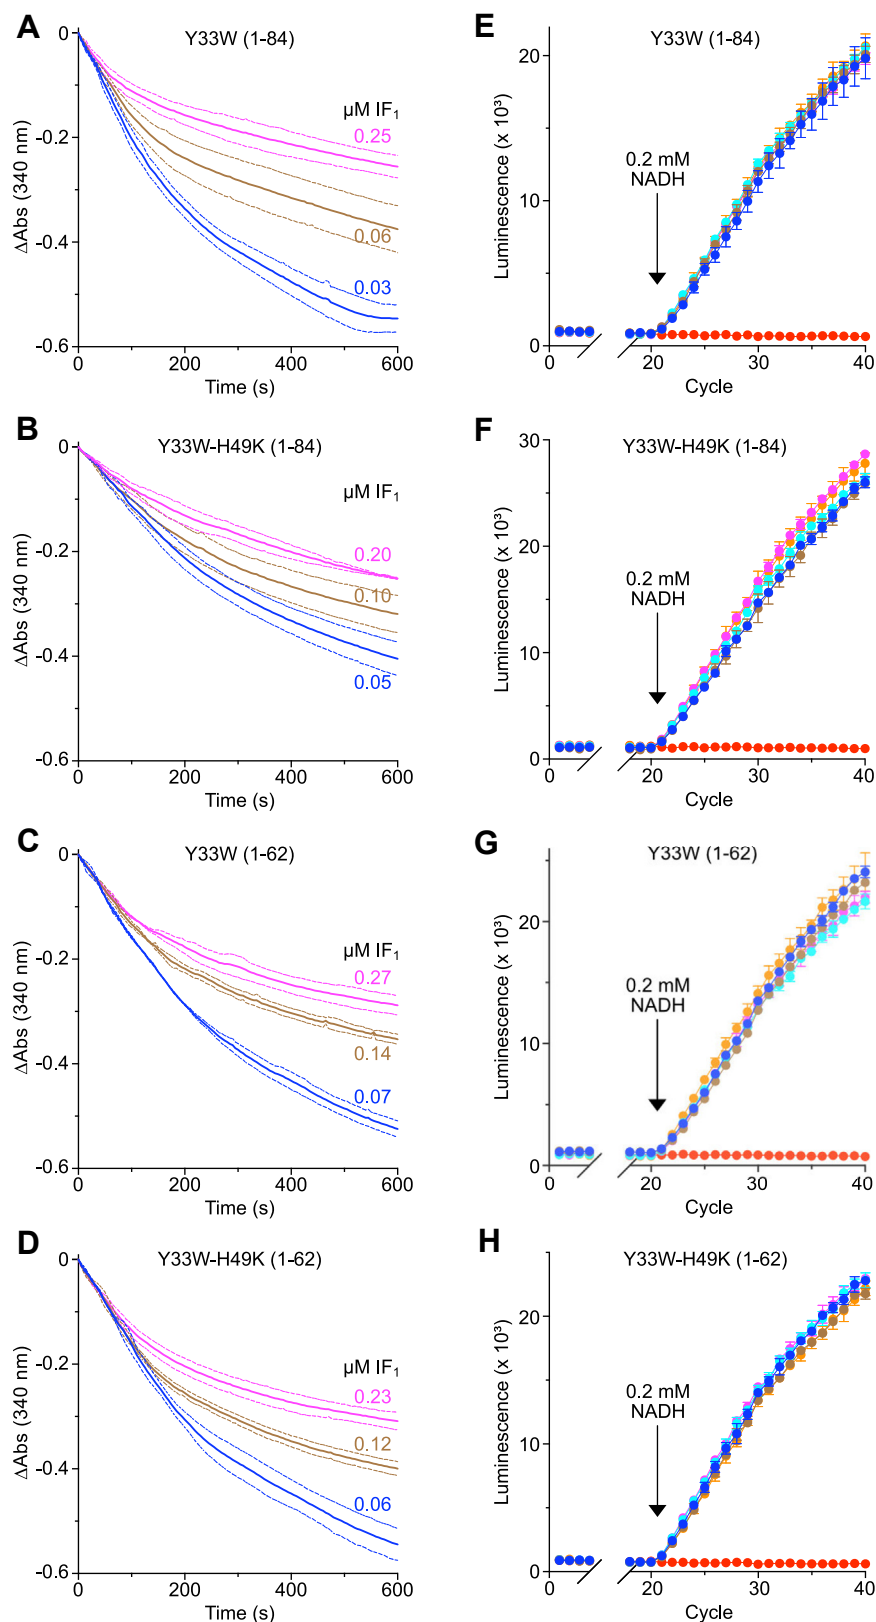 A
Y33W (1-84)
0
-0.2
-0.4
-0.6
ΔAbs (340 nm)
µM IF₁
0.25
0.06
0.03
0
200
400
600
Time (s)
E
Y33W (1-84)
20
10
0
Luminescence (x 10³)
0.2 mM
NADH
0
20
30
40
Cycle
B
Y33W-H49K (1-84)
0
-0.2
-0.4
-0.6
ΔAbs (340 nm)
µM IF₁
0.20
0.10
0.05
0
200
400
600
Time (s)
F
Y33W-H49K (1-84)
30
20
10
0
Luminescence (x 10³)
0.2 mM
NADH
0
20
30
40
Cycle
C
Y33W (1-62)
0
-0.2
-0.4
-0.6
ΔAbs (340 nm)
µM IF₁
0.27
0.14
0.07
0
200
400
600
Time (s)
G
Y33W (1-62)
20
10
0
Luminescence (x 10³)
0.2 mM
NADH
0
20
30
40
Cycle
D
Y33W-H49K (1-62)
0
-0.2
-0.4
-0.6
ΔAbs (340 nm)
µM IF₁
0.23
0.12
0.06
0
200
400
600
Time (s)
H
Y33W-H49K (1-62)
20
10
0
Luminescence (x 10³)
0.2 mM
NADH
0
20
30
40
Cycle